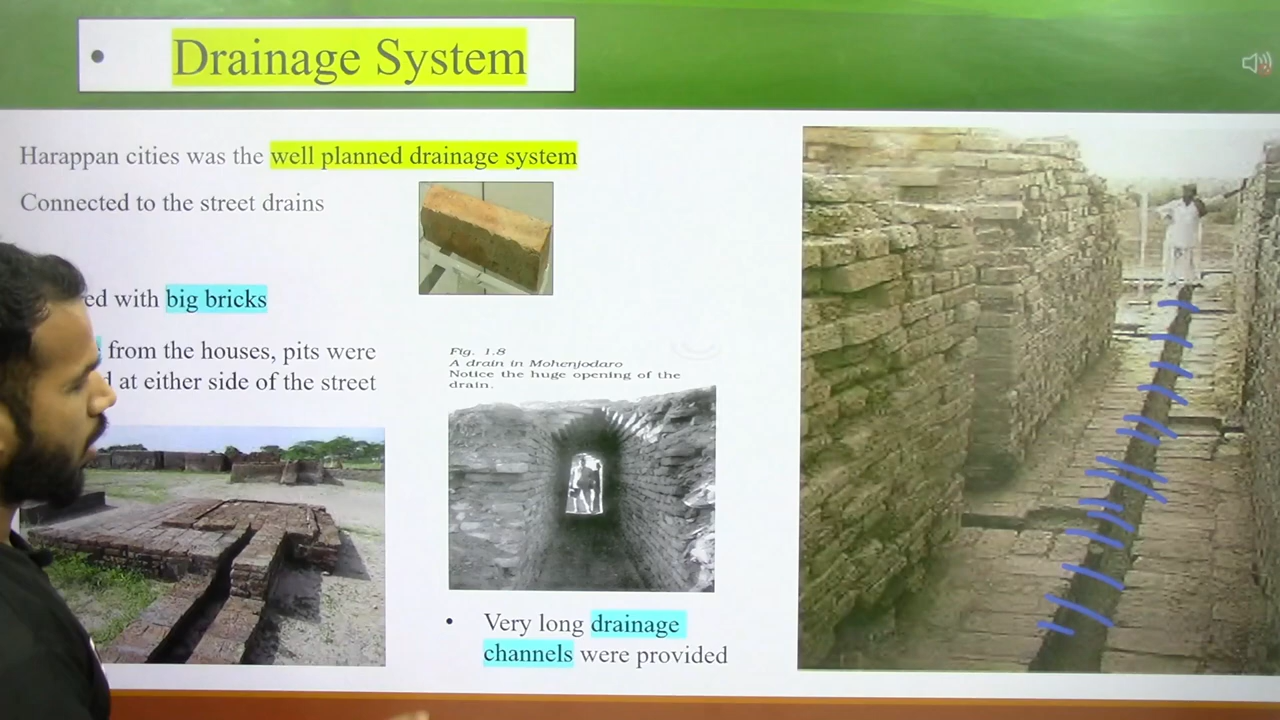 • Drainage System
Harappan cities was the well planned drainage system
Connected to the street drains
ed with big bricks
from the houses, pits were
at either side of the street
Fig. 1.8
A drain in Mohenjodaro
Notice the huge opening of the
drain.
• Very long drainage
channels were provided